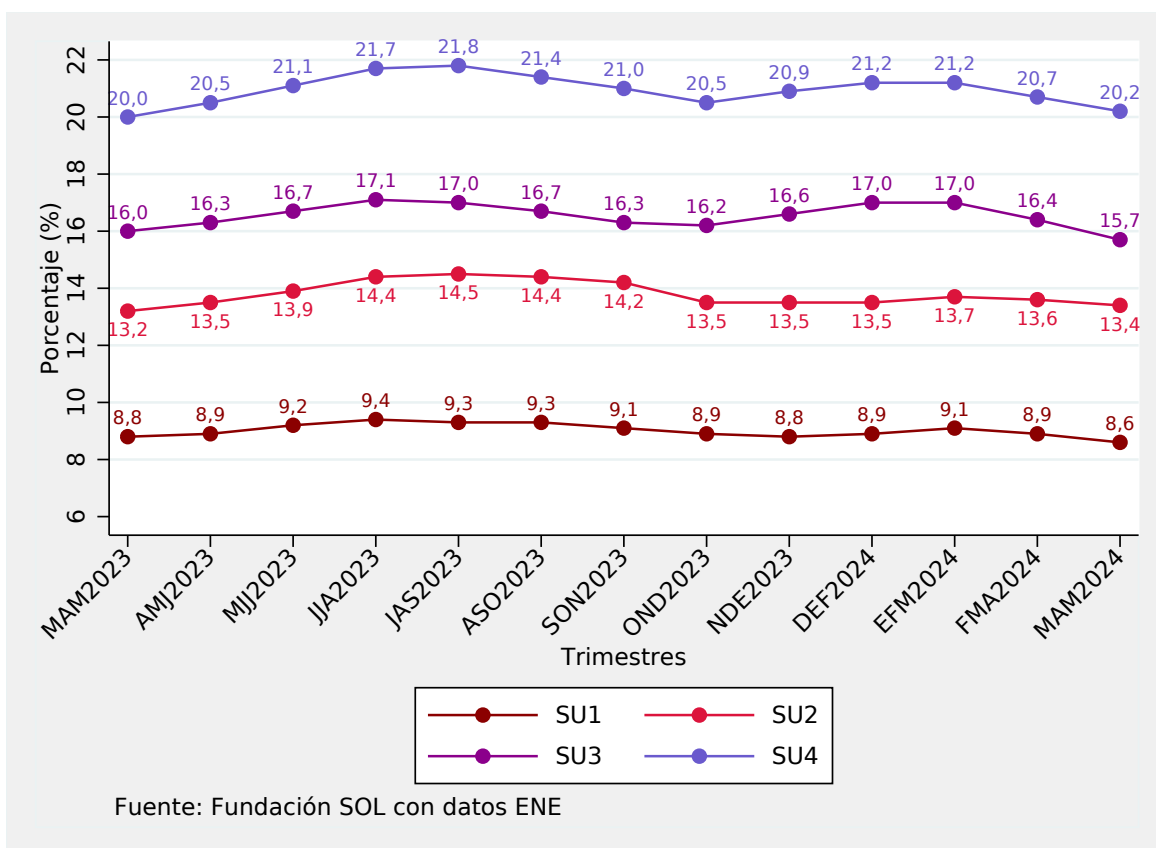 Porcentaje (%)
22
20
18
16
14
12
10
8
6
20,0 20,5 21,1 21,7 21,8 21,4 21,0 20,5 20,9 21,2 21,2 20,7 20,2
16,0 16,3 16,7 17,1 17,0 16,7 16,3 16,2 16,6 17,0 17,0 16,4 15,7
13,2 13,5 13,9 14,4 14,5 14,4 14,2 13,5 13,5 13,5 13,7 13,6 13,4
8,8 8,9 9,2 9,4 9,3 9,3 9,1 8,9 8,8 8,9 9,1 8,9 8,6
MAM2023 AMJ2023 MJJ2023 JJA2023 JAS2023 ASO2023 SON2023 OND2023 NDE2023 DEF2024 EFM2024 FMA2024 MAM2024
Trimestres
SU1 SU2
SU3 SU4
Fuente: Fundación SOL con datos ENE